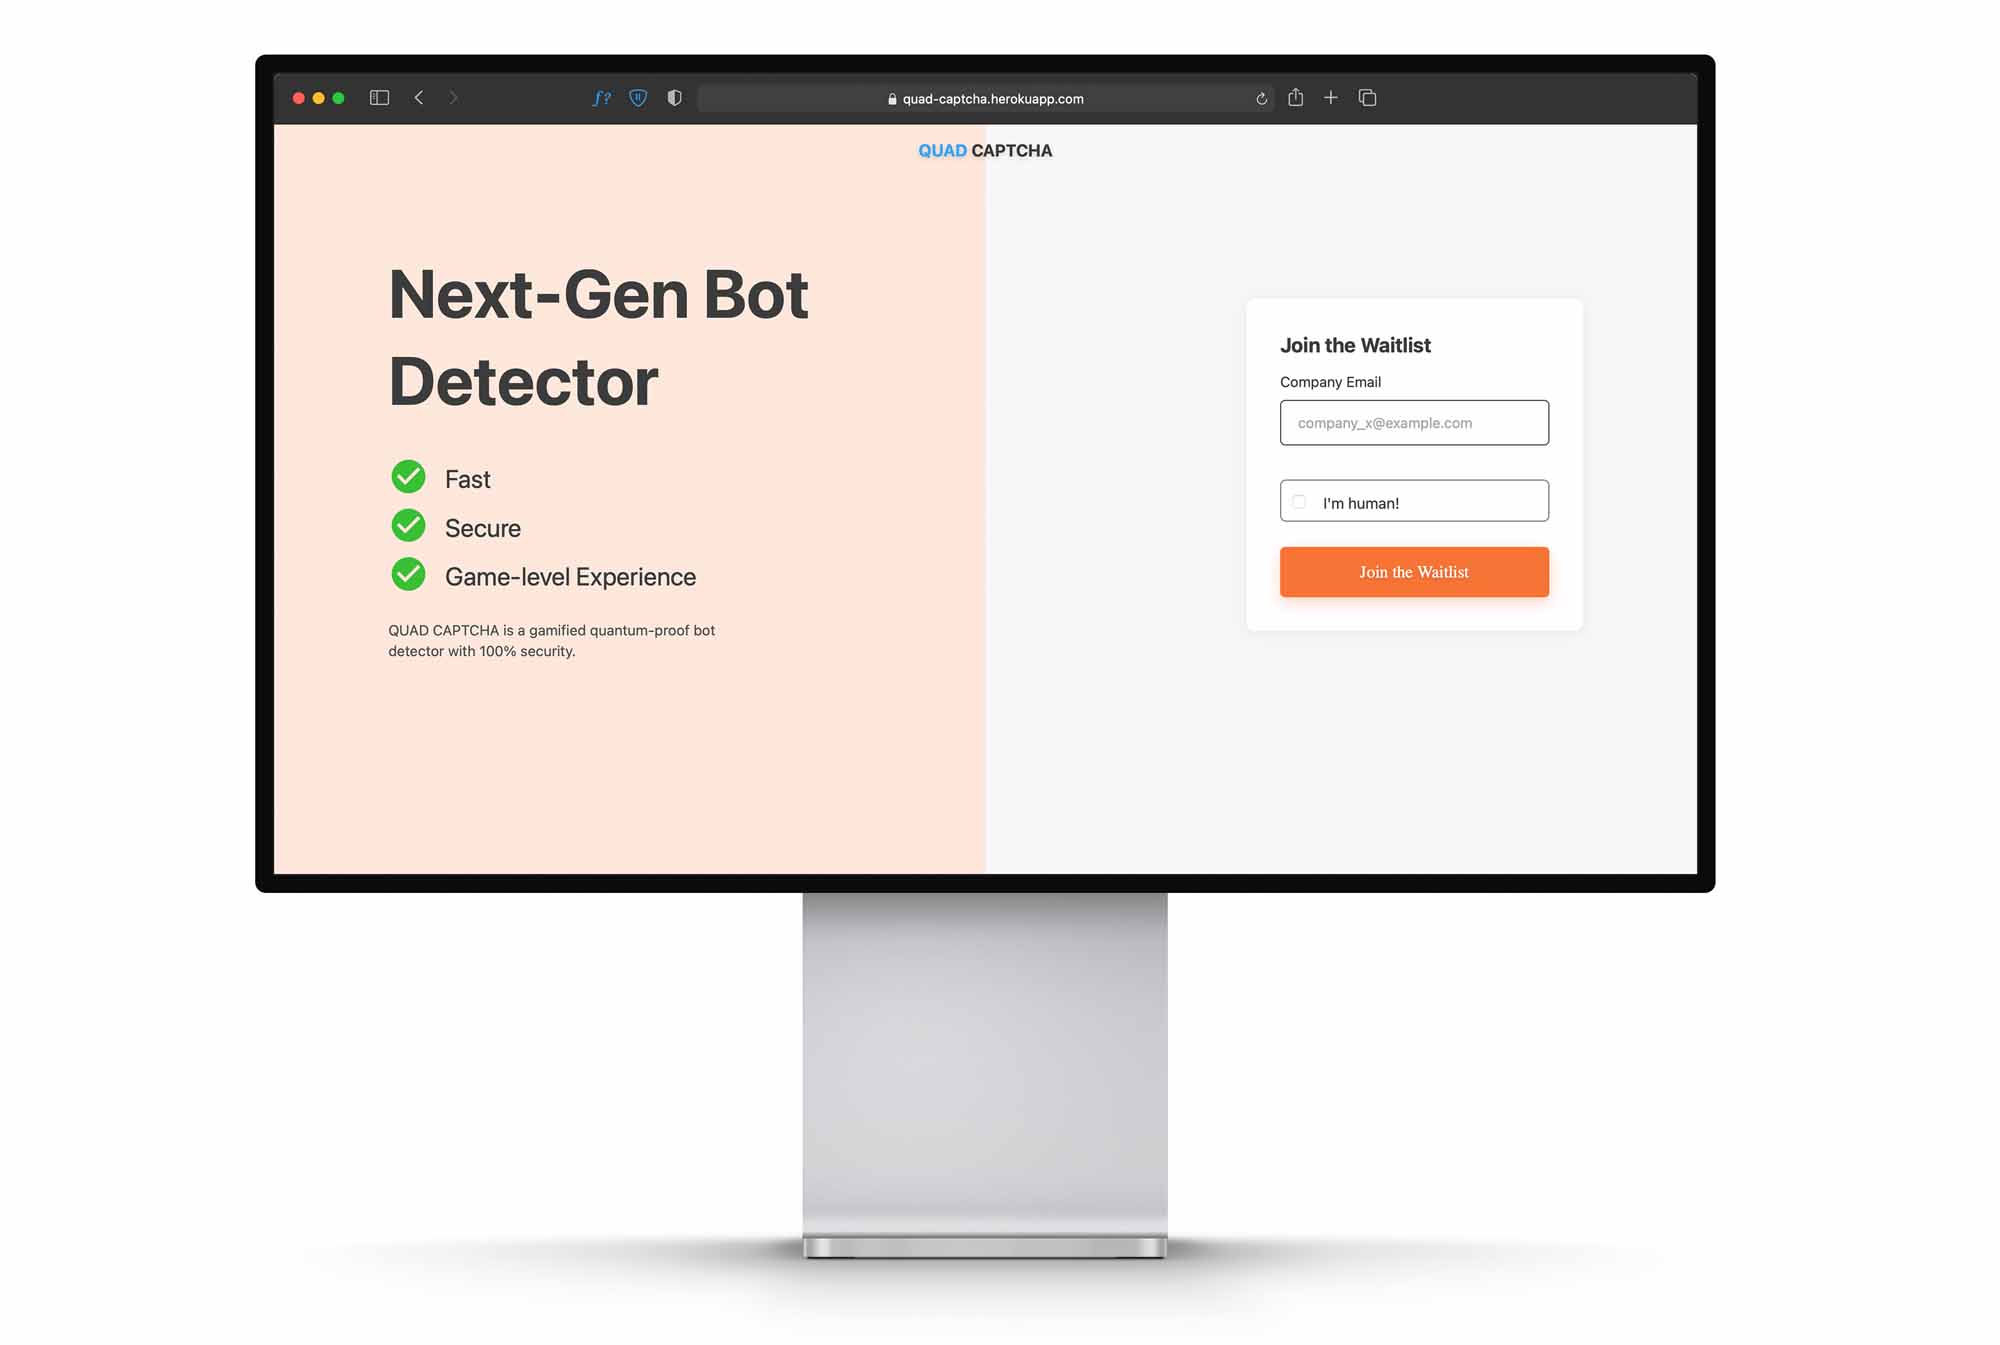 quad-captcha.herokuapp.com
QUAD CAPTCHA
Next-Gen Bot
Detector
Fast
Secure
Game-level Experience
QUAD CAPTCHA is a gamified quantum-proof bot
detector with 100% security.
Join the Waitlist
Company Email
company_x@example.com
I'm human!
Join the Waitlist